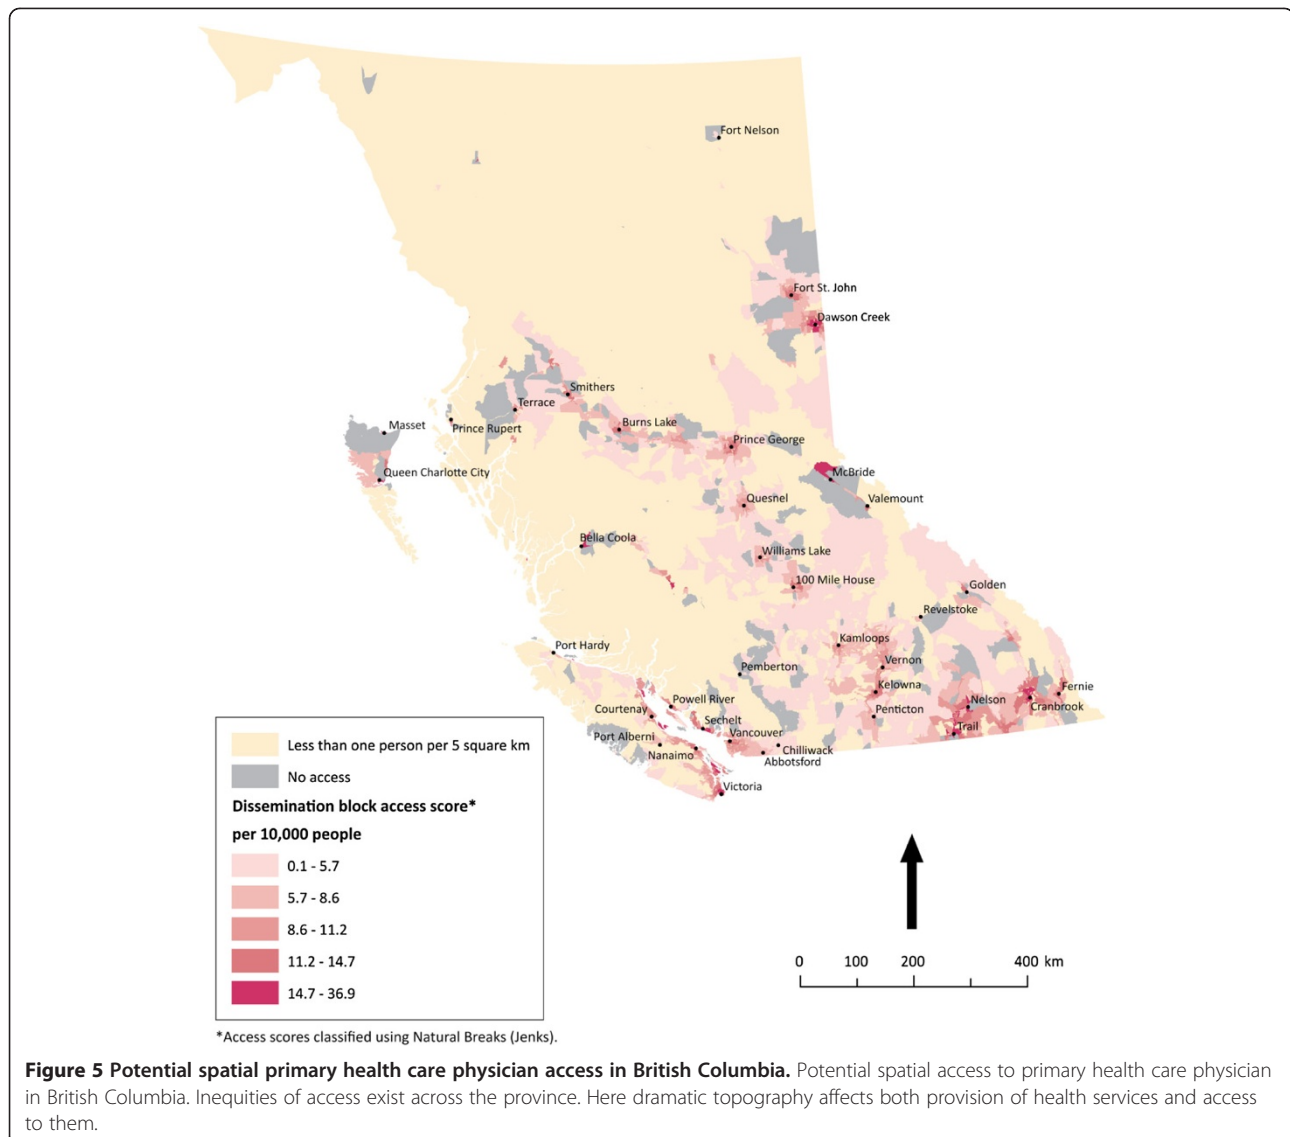 Fort Nelson
Fort St. John
Dawson Creek
Smithers
Terrace
Burns Lake
Masset
Prince Rupert
Prince George
Queen Charlotte City
McBride
Quesnel
Valemount
Bella Coola
Williams Lake
100 Mile House
Golden
Revelstoke
Kamloops
Port Hardy
Vernon
Pemberton
Kelowna
Fernie
Powell River
Nelson
Cranbrook
Courtenay
Penticton
Sechelt
Trail
Port Alberni
Vancouver
Chilliwack
Nanaimo
Abbotsford
Victoria
Less than one person per 5 square km
No access
Dissemination block access score*
per 10,000 people
0.1 - 5.7
5.7 - 8.6
8.6 - 11.2
11.2 - 14.7
14.7 - 36.9
0 100 200 400 km
*Access scores classified using Natural Breaks (Jenks).
Figure 5 Potential spatial primary health care physician access in British Columbia. Potential spatial access to primary health care physician
in British Columbia. Inequities of access exist across the province. Here dramatic topography affects both provision of health services and access
to them.